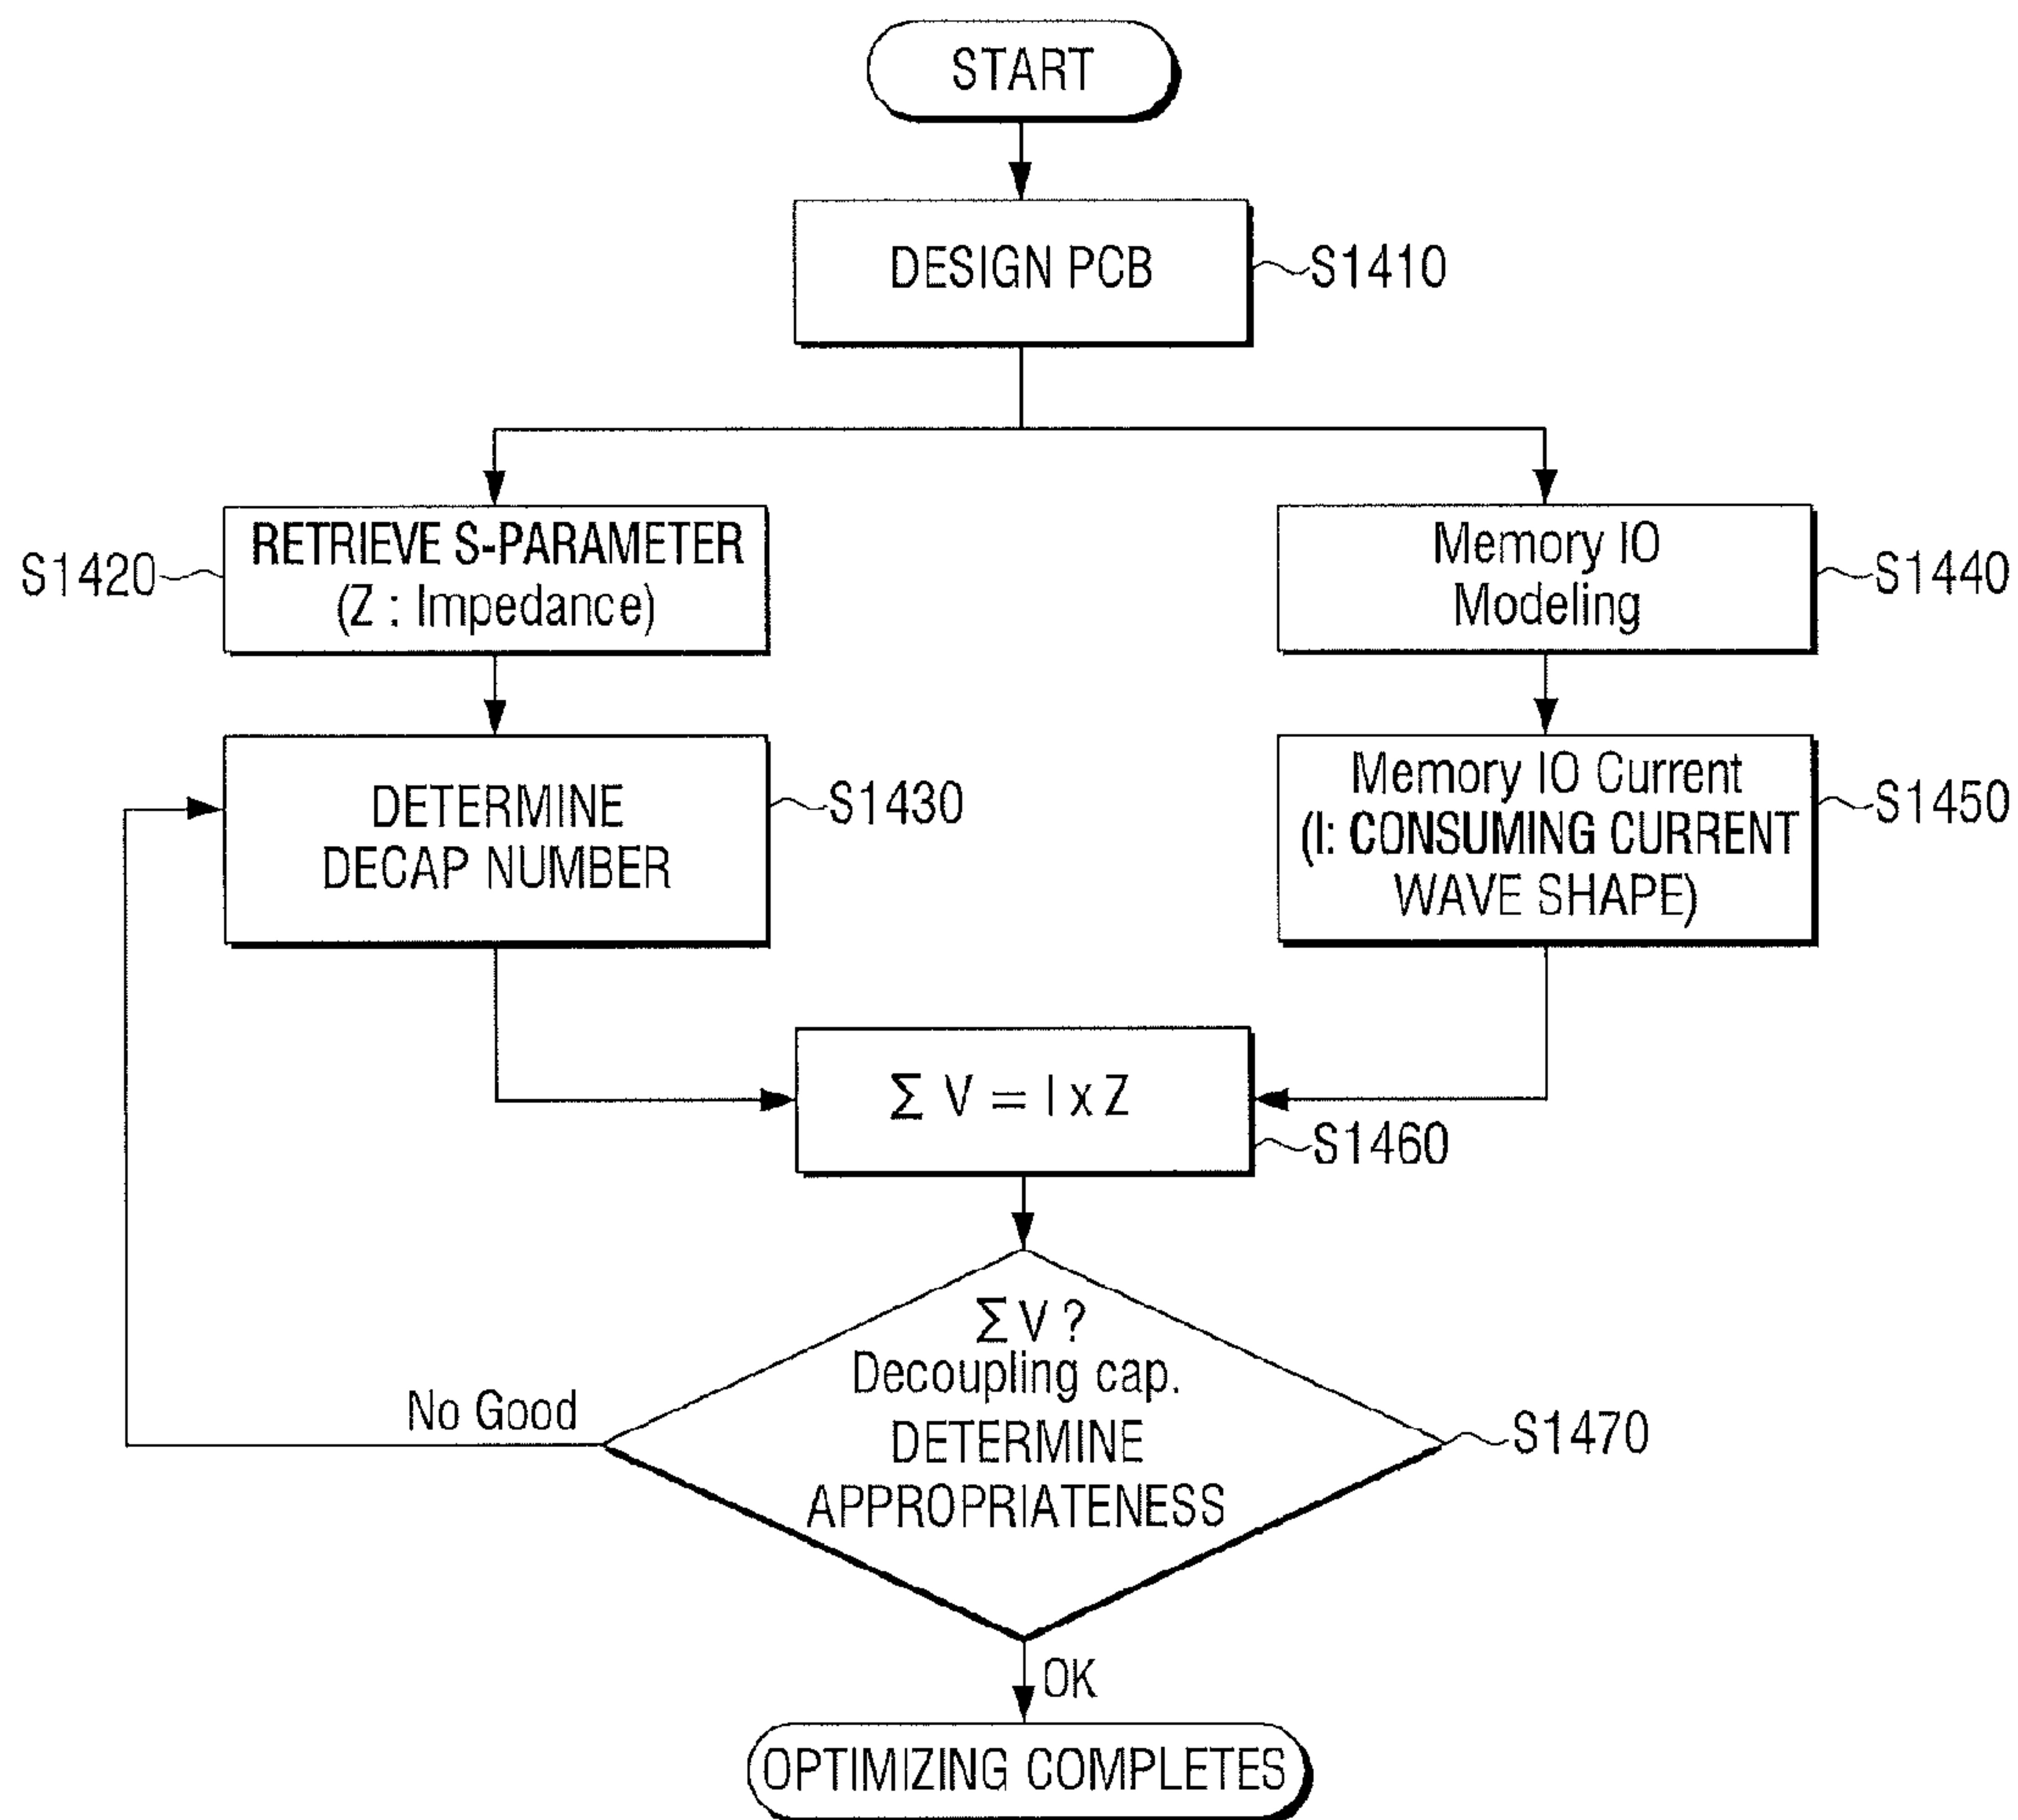 START
DESIGN PCB
S1410
RETRIEVE S-PARAMETER
(Z : Impedance)
S1420
Memory IO
Modeling
S1440
DETERMINE
DECAP NUMBER
S1430
Memory IO Current
(I: CONSUMING CURRENT
WAVE SHAPE)
S1450
Σ V = I x Z
S1460
Σ V ?
Decoupling cap.
DETERMINE
APPROPRIATENESS
S1470
No Good
OK
OPTIMIZING COMPLETES